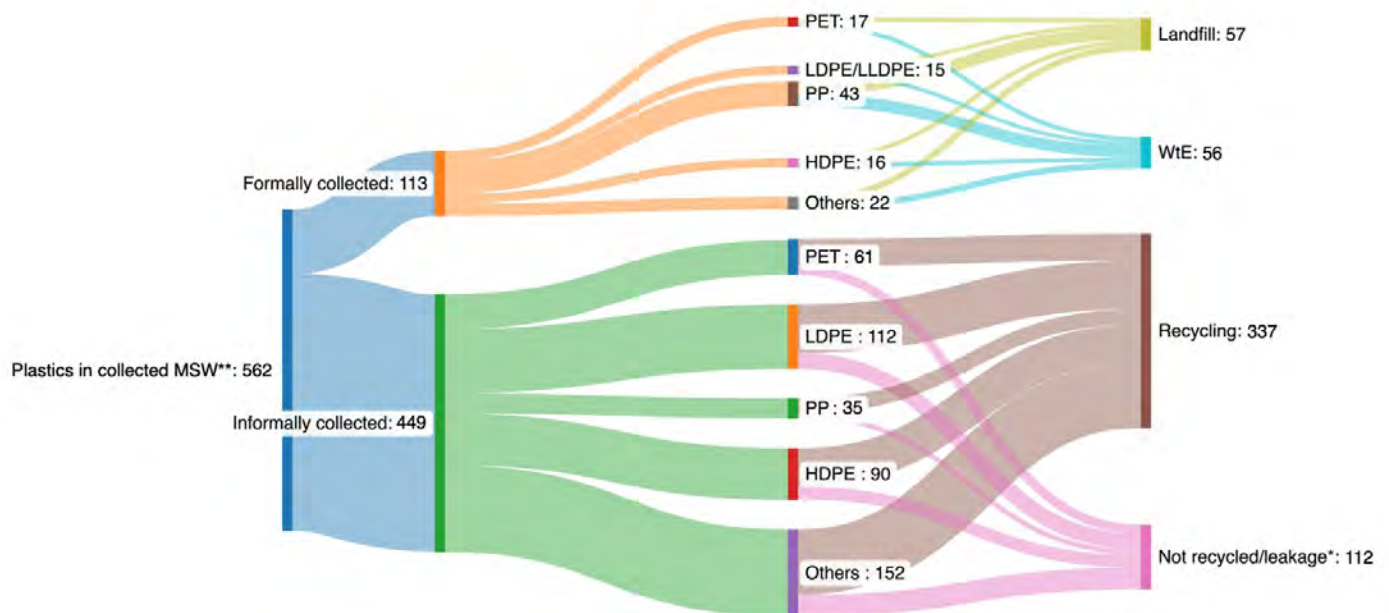 PET: 17
Landfill: 57
LDPE/LLDPE: 15
PP: 43
WtE: 56
HDPE: 16
Formally collected: 113
Others: 22
PET : 61
Recycling: 337
LDPE : 112
Plastics in collected MSW**: 562
PP : 35
Informally collected: 449
HDPE : 90
Not recycled/leakage*: 112
Others : 152